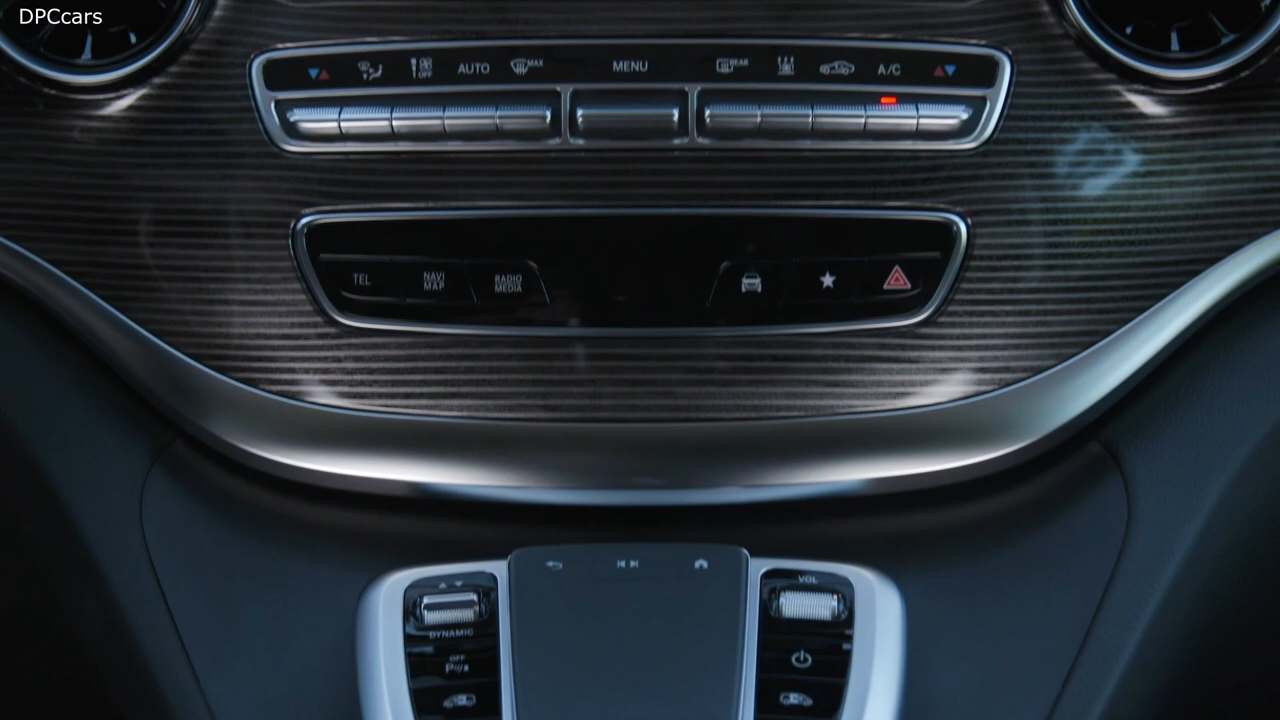 DPCcars
OFF AUTO MAX MENU REAR A/C
TEL NAVI MAP RADIO MEDIA
VOL
DYNAMIC
OFF